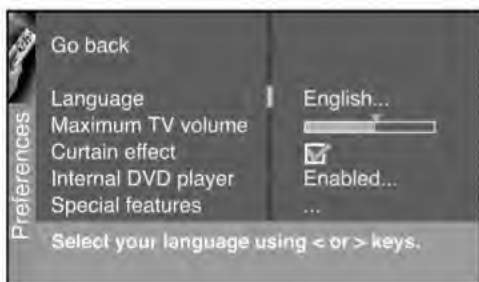 Go back
Language English...
Maximum TV volume
Curtain effect
Internal DVD player Enabled...
Special features ...
Preferences
Select your language using < or > keys.